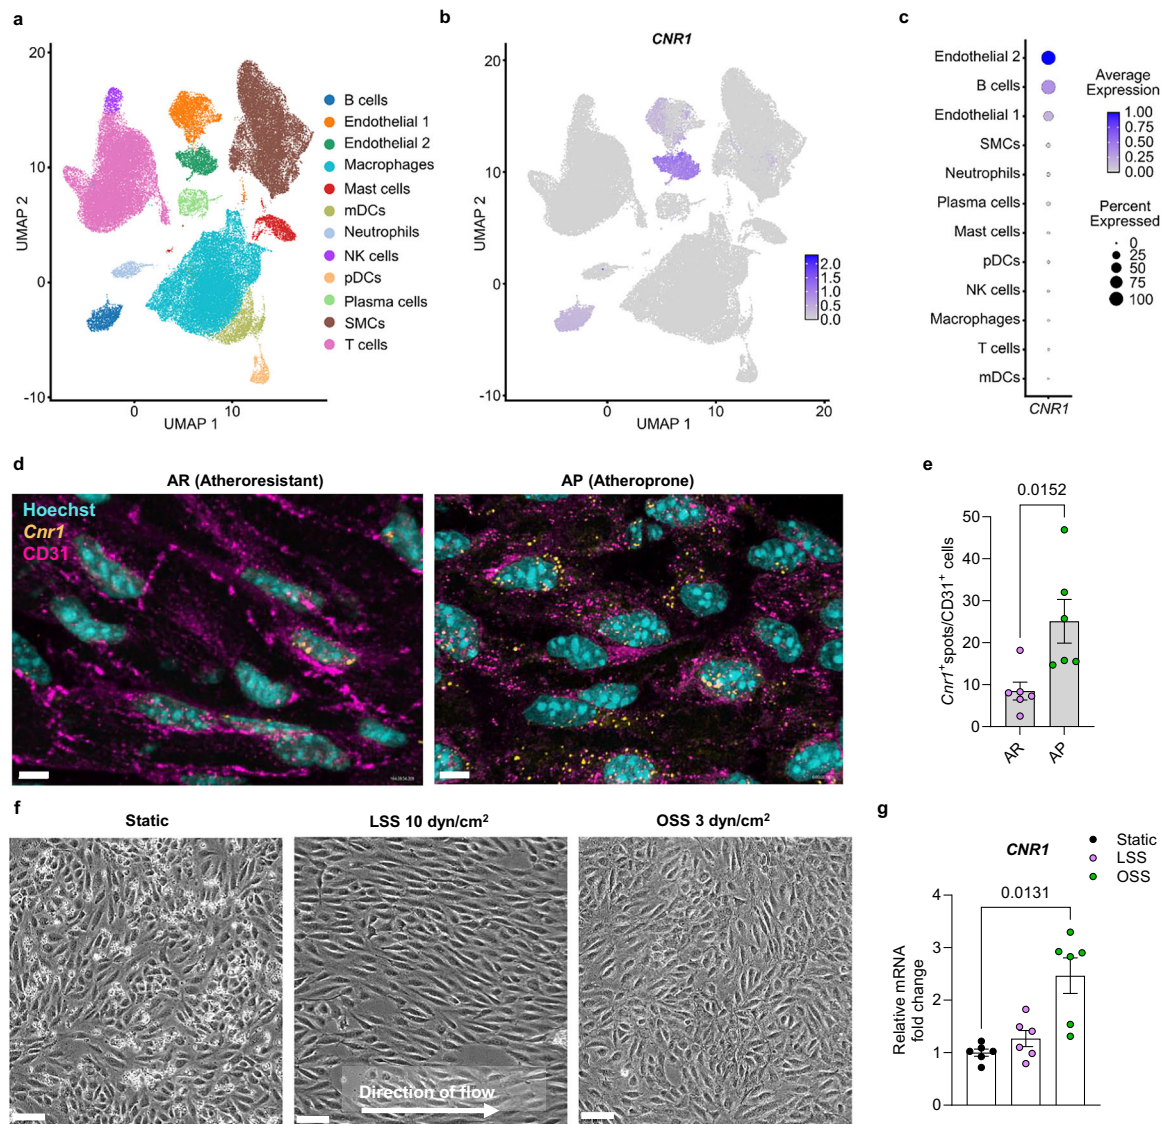 a
20
10
0
-10
UMAP 2
0
10
UMAP 1
B cells
Endothelial 1
Endothelial 2
Macrophages
Mast cells
mDCs
Neutrophils
NK cells
pDCs
Plasma cells
SMCs
T cells
b
CNR1
20
10
0
-10
UMAP 2
0
10
20
UMAP 1
2.0
1.0
0.0
c
Endothelial 2
B cells
Endothelial 1
SMCs
Neutrophils
Plasma cells
Mast cells
pDCs
NK cells
Macrophages
T cells
mDCs
CNR1
Average
Expression
1.00
0.75
0.50
0.25
0.00
Percent
Expressed
0
25
50
75
100
d
AR (Atheroresistant)
AP (Atheroprone)
Hoechst
Cnr1
CD31
e
0.0152
50
40
30
20
10
0
Cnr1⁺spots/CD31⁺ cells
AR
AP
f
Static
LSS 10 dyn/cm²
OSS 3 dyn/cm²
Direction of flow
g
Static
LSS
OSS
CNR1
0.0131
4
3
2
1
0
Relative mRNA
fold change